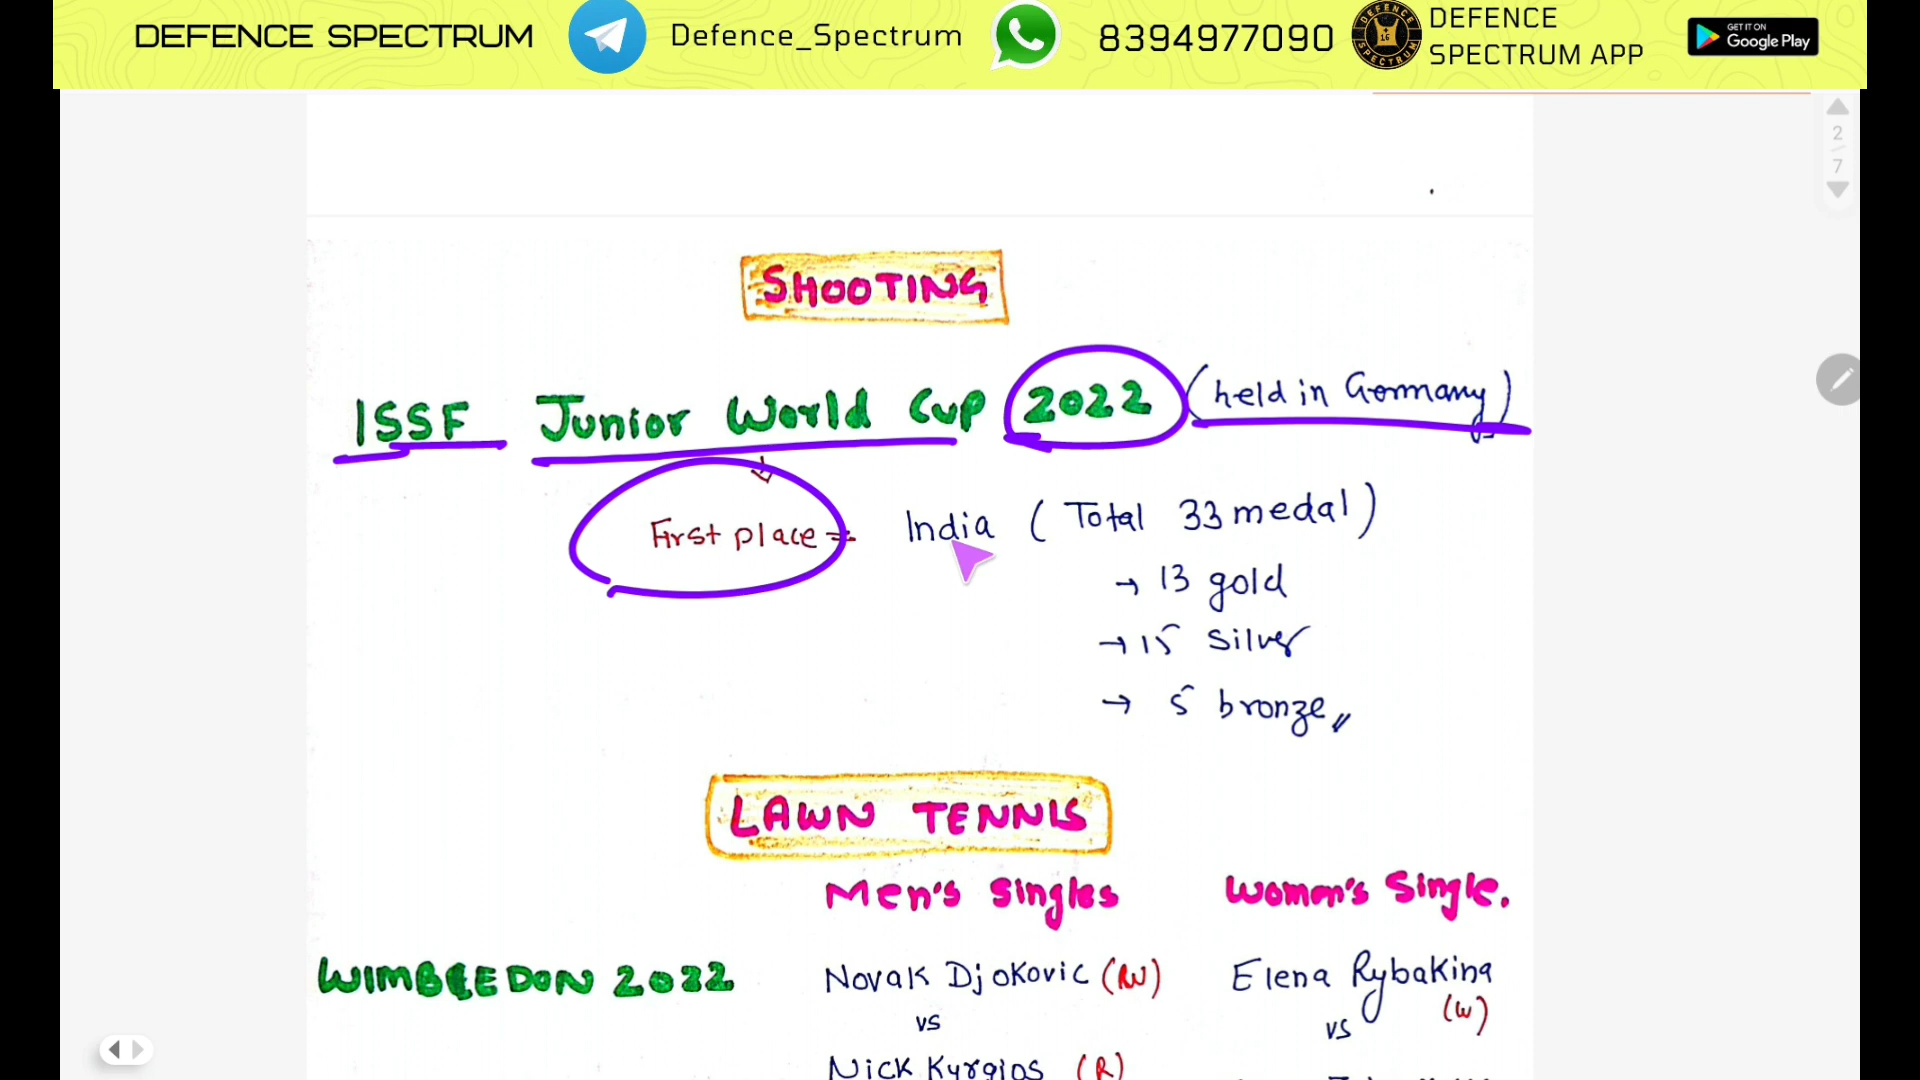 DEFENCE SPECTRUM
Defence_Spectrum
8394977090
DEFENCE
SPECTRUM APP
GET IT ON
Google Play
2
7
SHOOTING
ISSF Junior World Cup 2022 (held in Germany)
First place = India (Total 33 medal)
→ 13 gold
→ 15 silver
→ 5 bronze
LAWN TENNIS
Men's Singles Women's Single.
WIMBLEDON 2022 Novak Djokovic (W) Elena Rybakina
(W)
vs vs
Nick Kyrgios (R)